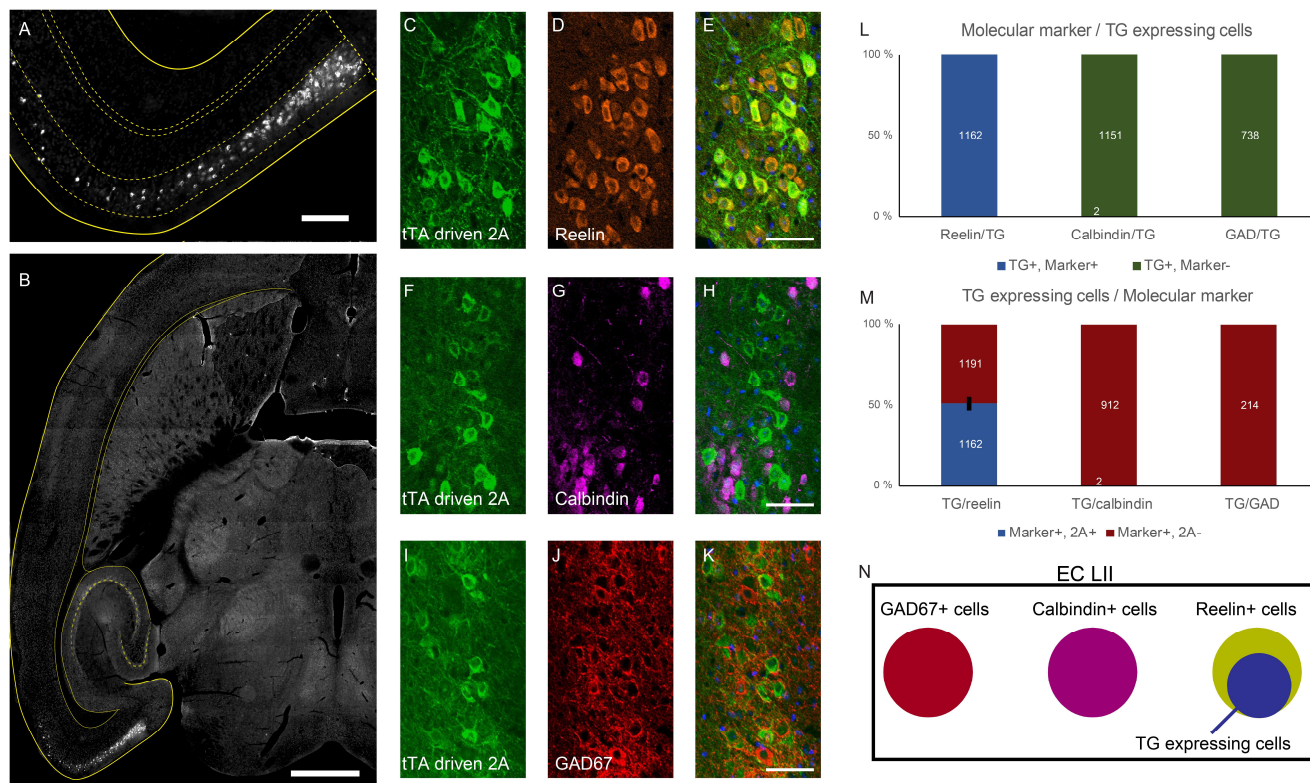 A
B
C
tTA driven 2A
D
Reelin
E
F
tTA driven 2A
G
Calbindin
H
I
tTA driven 2A
J
GAD67
K
L
Molecular marker / TG expressing cells
100 %
50 %
0 %
1162
1151
2
738
Reelin/TG
Calbindin/TG
GAD/TG
TG+, Marker+
TG+, Marker-
M
TG expressing cells / Molecular marker
100 %
50 %
0 %
1191
1162
912
2
214
TG/reelin
TG/calbindin
TG/GAD
Marker+, 2A+
Marker+, 2A-
N
EC LII
GAD67+ cells
Calbindin+ cells
Reelin+ cells
TG expressing cells